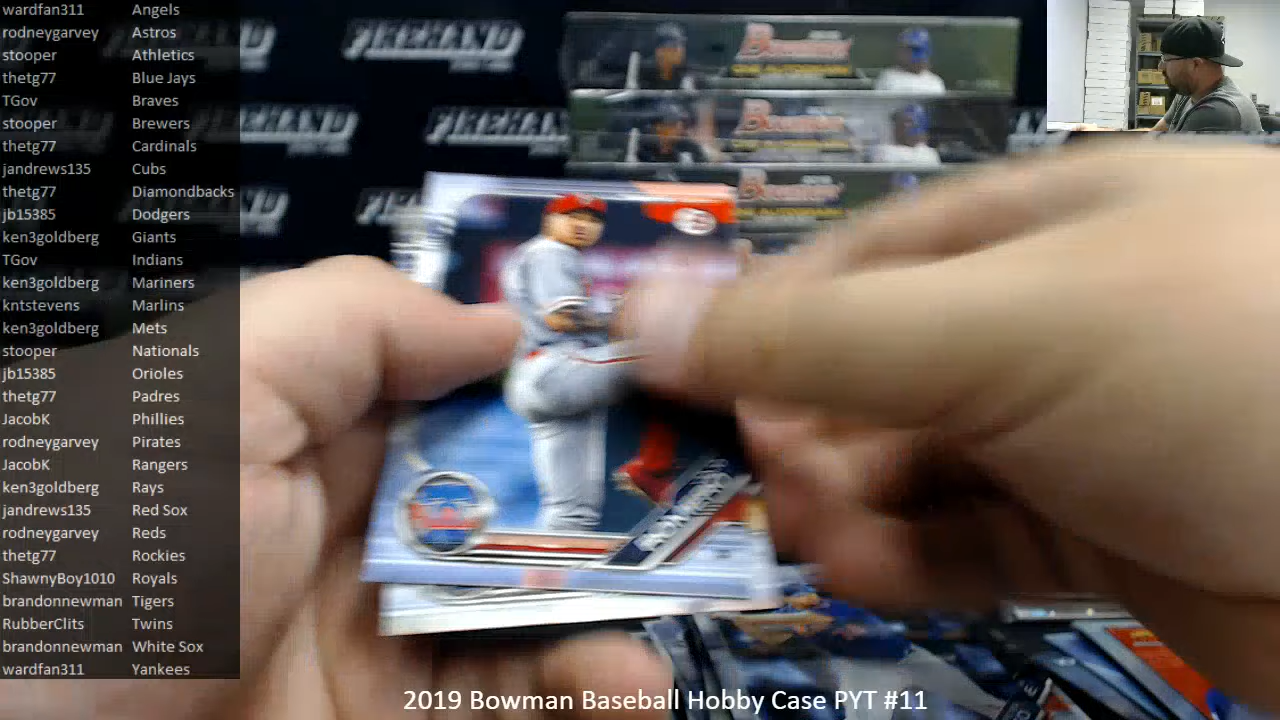 wardfan311 Angels
rodneygarvey Astros
stooper Athletics
thetg77 Blue Jays
TGov Braves
stooper Brewers
thetg77 Cardinals
jandrews135 Cubs
thetg77 Diamondbacks
jb15385 Dodgers
ken3goldberg Giants
TGov Indians
ken3goldberg Mariners
kntstevens Marlins
ken3goldberg Mets
stooper Nationals
jb15385 Orioles
thetg77 Padres
JacobK Phillies
rodneygarvey Pirates
JacobK Rangers
ken3goldberg Rays
jandrews135 Red Sox
rodneygarvey Reds
thetg77 Rockies
ShawnyBoy1010 Royals
brandonnewman Tigers
RubberClits Twins
brandonnewman White Sox
wardfan311 Yankees
FIREHAND
FIREHAND
FIREHAND
Bowman
Bowman
Bowman
2019 Bowman Baseball Hobby Case PYT #11